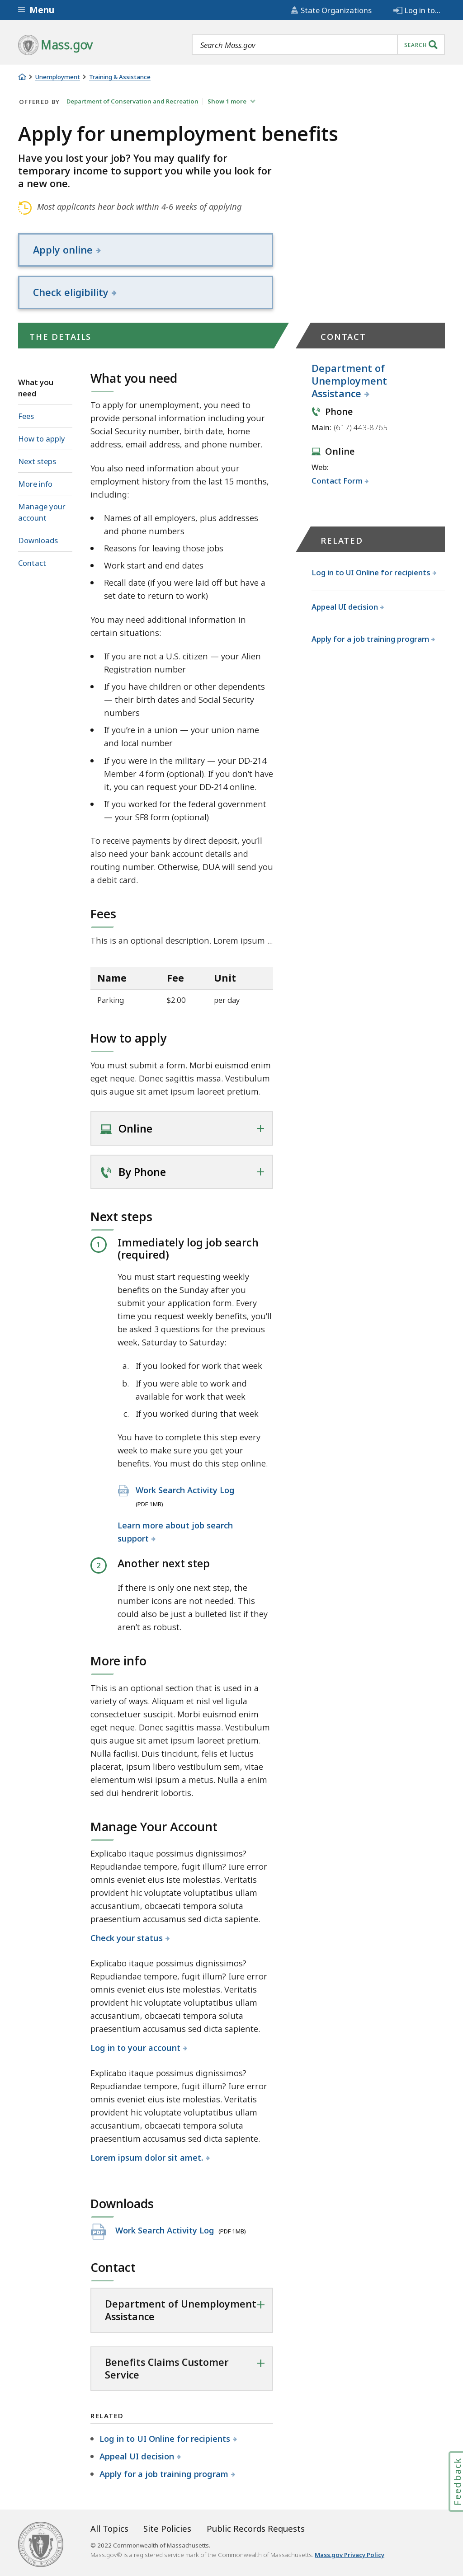 Menu
State Organizations
Log in to...
Mass.gov
Search Mass.gov
SEARCH
Unemployment
Training & Assistance
OFFERED BY
Department of Conservation and Recreation
Show 1 more
Apply for unemployment benefits
Have you lost your job? You may qualify for
temporary income to support you while you look for
a new one.
Most applicants hear back within 4-6 weeks of applying
Apply online
Check eligibility
THE DETAILS
What you
need
Fees
How to apply
Next steps
More info
Manage your
account
Downloads
Contact
What you need
To apply for unemployment, you need to
provide personal information including your
Social Security number, birth date, home
address, email address, and phone number.
You also need information about your
employment history from the last 15 months,
including:
Names of all employers, plus addresses
and phone numbers
Reasons for leaving those jobs
Work start and end dates
Recall date (if you were laid off but have a
set date to return to work)
You may need additional information in
certain situations:
If you are not a U.S. citizen — your Alien
Registration number
If you have children or other dependents
— their birth dates and Social Security
numbers
If you're in a union — your union name
and local number
If you were in the military — your DD-214
Member 4 form (optional). If you don't have
it, you can request your DD-214 online.
If you worked for the federal government
— your SF8 form (optional)
To receive payments by direct deposit, you'll
also need your bank account details and
routing number. Otherwise, DUA will send you
a debit card.
Fees
This is an optional description. Lorem ipsum ...
Name Fee Unit
Parking $2.00 per day
How to apply
You must submit a form. Morbi euismod enim
eget neque. Donec sagittis massa. Vestibulum
quis augue sit amet ipsum laoreet pretium.
Online
By Phone
Next steps
1
Immediately log job search
(required)
You must start requesting weekly
benefits on the Sunday after you
submit your application form. Every
time you request weekly benefits, you'll
be asked 3 questions for the previous
week, Saturday to Saturday:
a. If you looked for work that week
b. If you were able to work and
available for work that week
c. If you worked during that week
You have to complete this step every
week to make sure you get your
benefits. You must do this step online.
Work Search Activity Log
(PDF 1MB)
Learn more about job search
support
2
Another next step
If there is only one next step, the
number icons are not needed. This
could also be just a bulleted list if they
aren't as robust.
More info
This is an optional section that is used in a
variety of ways. Aliquam et nisl vel ligula
consectetuer suscipit. Morbi euismod enim
eget neque. Donec sagittis massa. Vestibulum
quis augue sit amet ipsum laoreet pretium.
Nulla facilisi. Duis tincidunt, felis et luctus
placerat, ipsum libero vestibulum sem, vitae
elementum wisi ipsum a metus. Nulla a enim
sed dui hendrerit lobortis.
Manage Your Account
Explicabo itaque possimus dignissimos?
Repudiandae tempore, fugit illum? Iure error
omnis eveniet eius iste molestias. Veritatis
provident hic voluptate voluptatibus ullam
accusantium, obcaecati tempora soluta
praesentium accusamus sed dicta sapiente.
Check your status
Explicabo itaque possimus dignissimos?
Repudiandae tempore, fugit illum? Iure error
omnis eveniet eius iste molestias. Veritatis
provident hic voluptate voluptatibus ullam
accusantium, obcaecati tempora soluta
praesentium accusamus sed dicta sapiente.
Log in to your account
Explicabo itaque possimus dignissimos?
Repudiandae tempore, fugit illum? Iure error
omnis eveniet eius iste molestias. Veritatis
provident hic voluptate voluptatibus ullam
accusantium, obcaecati tempora soluta
praesentium accusamus sed dicta sapiente.
Lorem ipsum dolor sit amet.
Downloads
PDF
Work Search Activity Log (PDF 1MB)
Contact
Department of Unemployment
Assistance
Benefits Claims Customer
Service
RELATED
Log in to UI Online for recipients
Appeal UI decision
Apply for a job training program
CONTACT
Department of
Unemployment
Assistance
Phone
Main: (617) 443-8765
Online
Web:
Contact Form
RELATED
Log in to UI Online for recipients
Appeal UI decision
Apply for a job training program
Feedback
All Topics
Site Policies
Public Records Requests
© 2022 Commonwealth of Massachusetts.
Mass.gov® is a registered service mark of the Commonwealth of Massachusetts. Mass.gov Privacy Policy